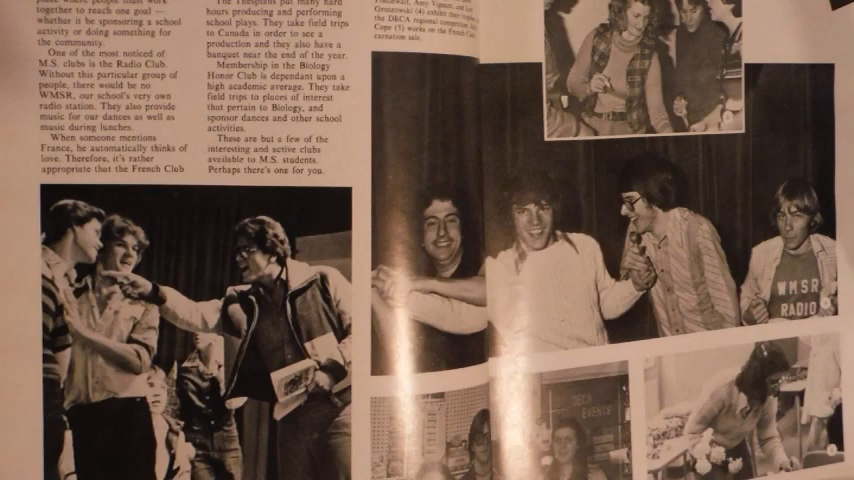 together to reach one goal —
whether it be sponsoring a school
activity or doing something for
the community.
One of the most noticed of
M.S. clubs is the Radio Club.
Without this particular group of
people, there would be no
WMSR, our school's very own
radio station. They also provide
music for our dances as well as
music during lunches.
When someone mentions
France, he automatically thinks of
love. Therefore, it's rather
appropriate that the French Club
The Thespians put many hard
hours producing and performing
school plays. They take field trips
to Canada in order to see a
production and they also have a
banquet near the end of the year.
Membership in the Biology
Honor Club is dependant upon a
high academic average. They take
field trips to places of interest
that pertain to Biology, and
sponsor dances and other school
activities.
These are but a few of the
interesting and active clubs
available to M.S. students.
Perhaps there's one for you.
Amy Vignon, and
(4) exhibit their
the DECA regional
Cope (5) works on the French
carnation sale.
WMSR
RADIO
DECA
EVENTS